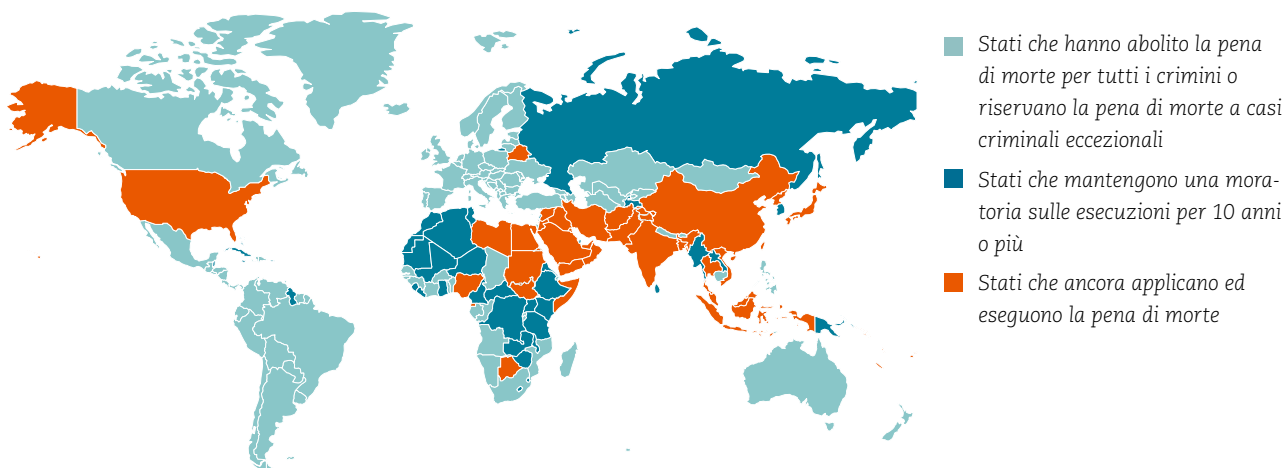 Stati che hanno abolito la pena
di morte per tutti i crimini o
riservano la pena di morte a casi
criminali eccezionali
Stati che mantengono una mora-
toria sulle esecuzioni per 10 anni
o più
Stati che ancora applicano ed
eseguono la pena di morte